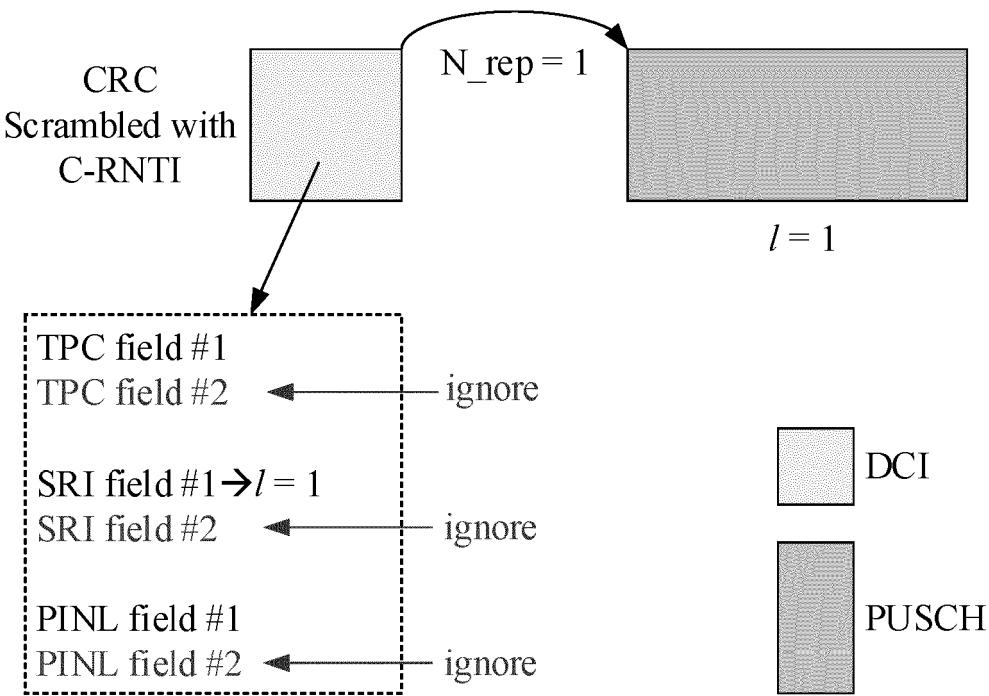 CRC
Scrambled with
C-RNTI
N_rep = 1
l = 1
TPC field #1
TPC field #2
ignore
SRI field #1→l = 1
SRI field #2
ignore
PINL field #1
PINL field #2
ignore
DCI
PUSCH